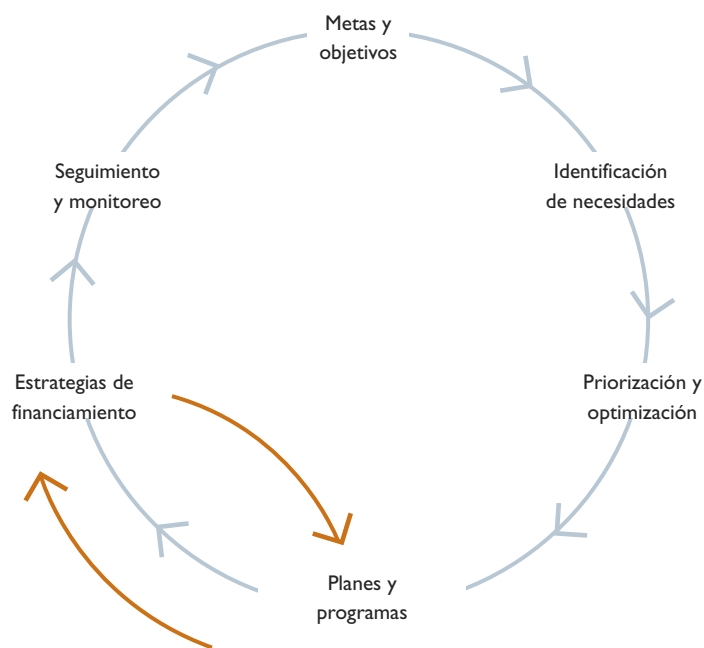 Metas y
objetivos
Identificación
de necesidades
Priorización y
optimización
Planes y
programas
Estrategias de
financiamiento
Seguimiento
y monitoreo